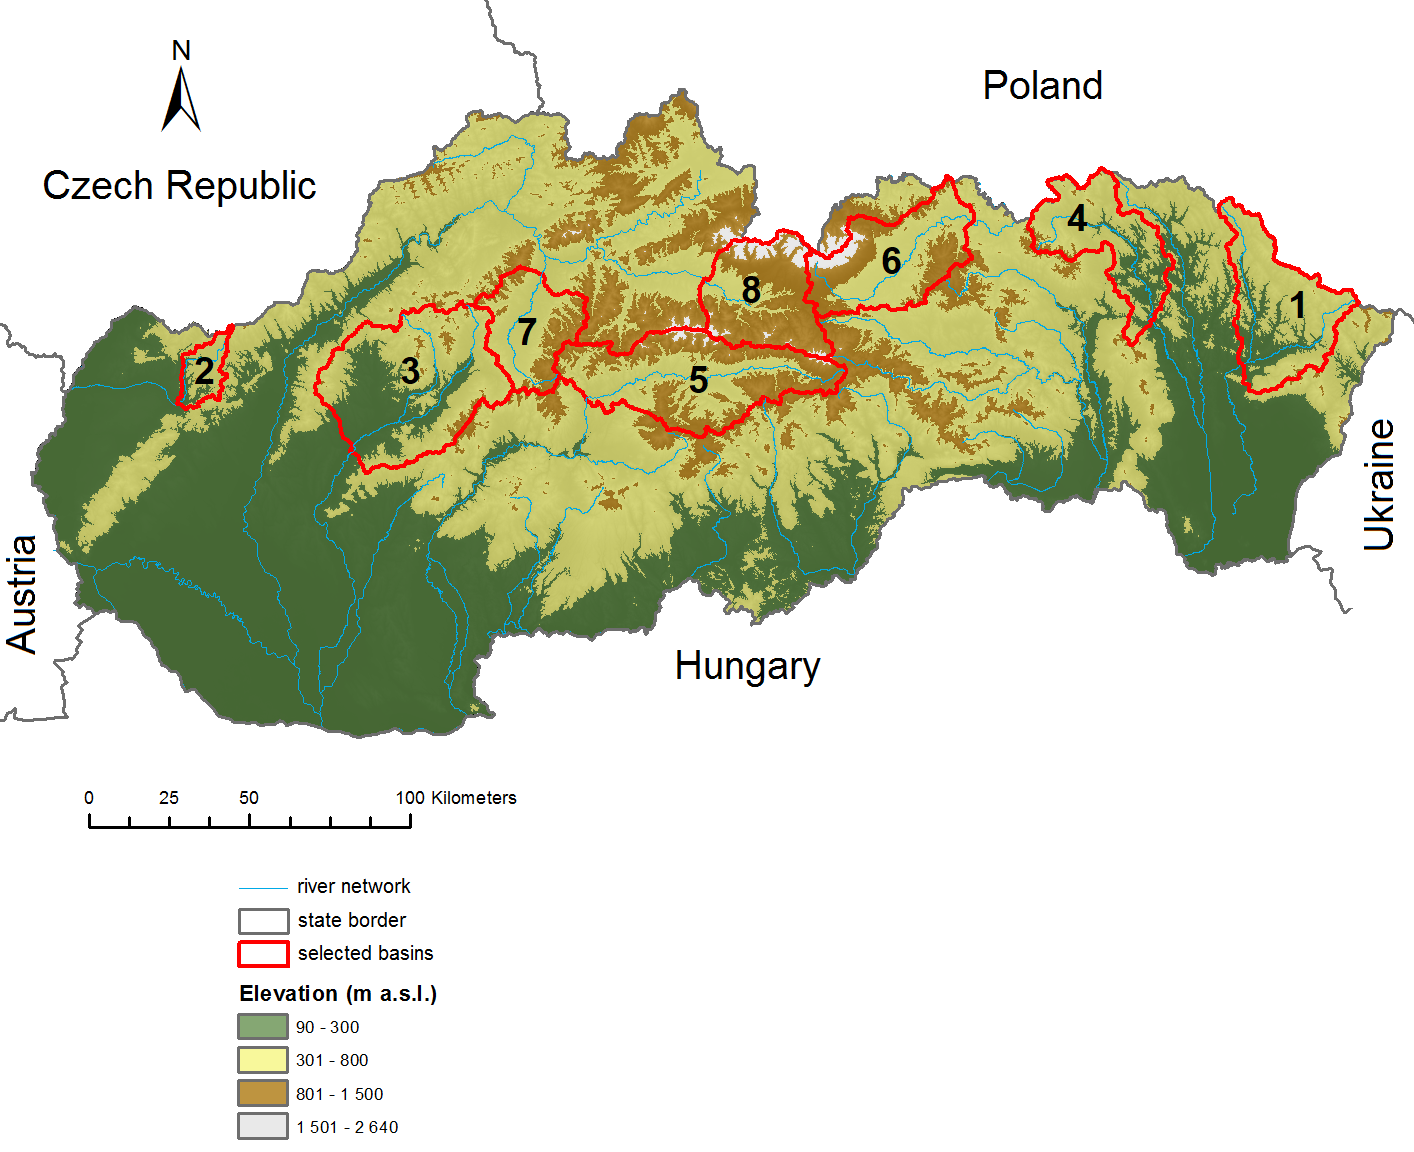 N
Poland
Czech Republic
4
6
8
1
7
2
3
5
Ukraine
Austria
Hungary
0 25 50 100 Kilometers
river network
state border
selected basins
Elevation (m a.s.l.)
90 - 300
301 - 800
801 - 1 500
1 501 - 2 640